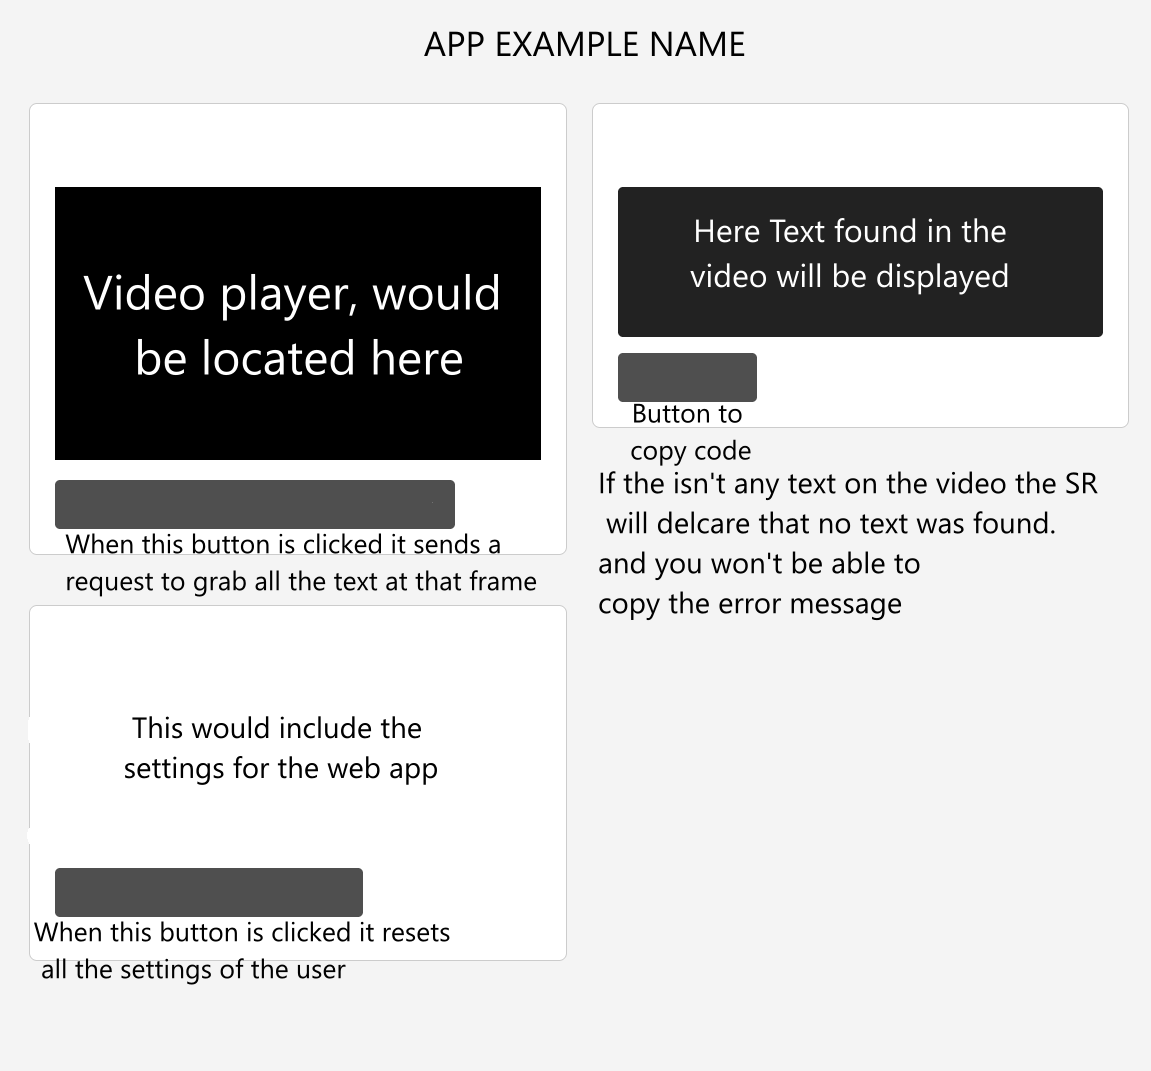 APP EXAMPLE NAME
Video player, would
be located here
When this button is clicked it sends a
request to grab all the text at that frame
Here Text found in the
video will be displayed
Button to
copy code
If the isn't any text on the video the SR
will delcare that no text was found.
and you won't be able to
copy the error message
This would include the
settings for the web app
When this button is clicked it resets
all the settings of the user